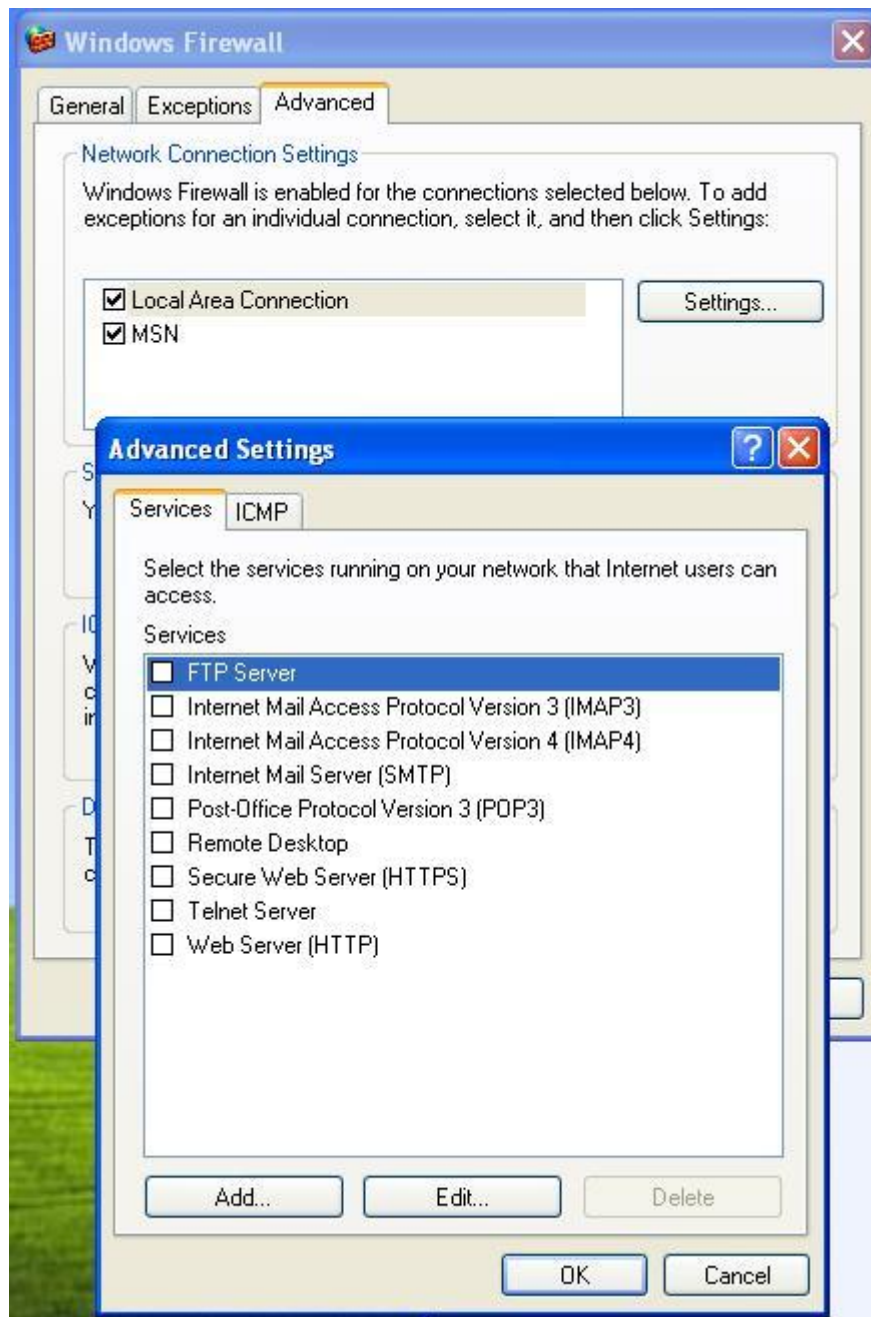 Windows Firewall
General Exceptions Advanced
Network Connection Settings
Windows Firewall is enabled for the connections selected below. To add
exceptions for an individual connection, select it, and then click Settings:
Local Area Connection
Settings...
MSN
Advanced Settings
Services ICMP
Select the services running on your network that Internet users can
access.
Services
FTP Server
Internet Mail Access Protocol Version 3 (IMAP3)
Internet Mail Access Protocol Version 4 (IMAP4)
Internet Mail Server (SMTP)
Post-Office Protocol Version 3 (POP3)
Remote Desktop
Secure Web Server (HTTPS)
Telnet Server
Web Server (HTTP)
Add... Edit... Delete
OK Cancel